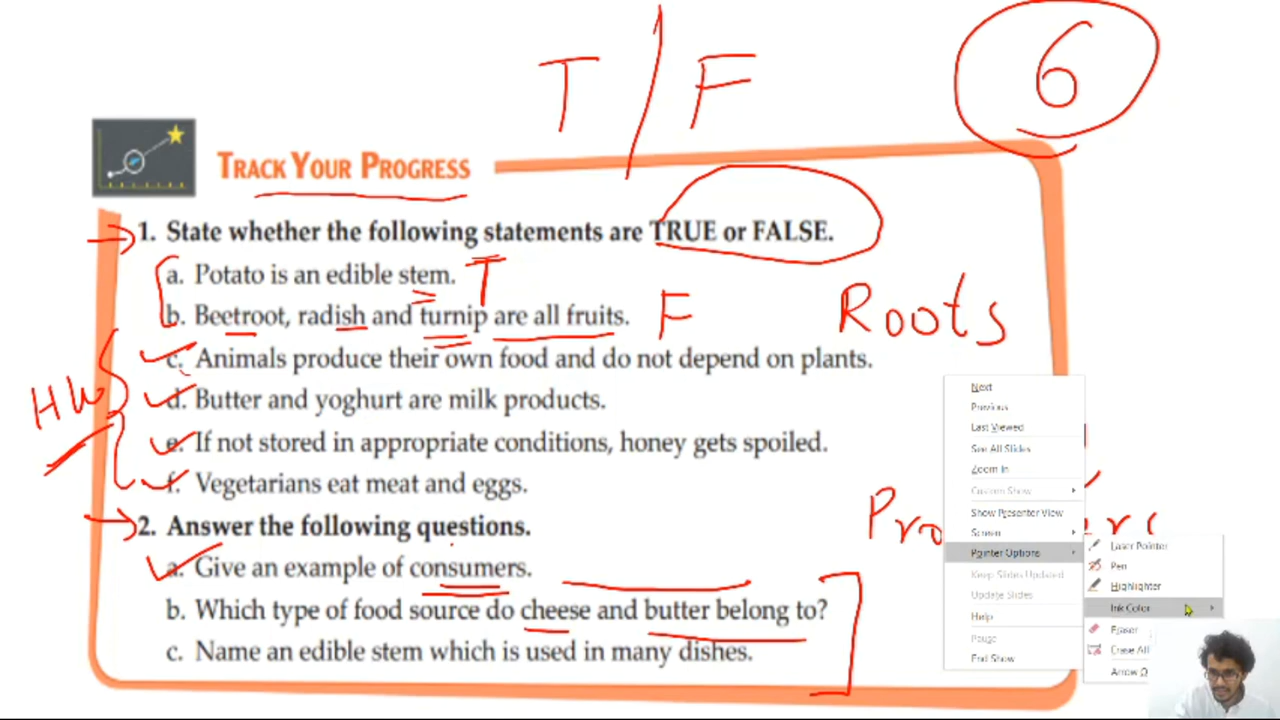 T / F
6
TRACK YOUR PROGRESS
1. State whether the following statements are TRUE or FALSE.
a. Potato is an edible stem. T
b. Beetroot, radish and turnip are all fruits. F Roots
c. Animals produce their own food and do not depend on plants.
HW
d. Butter and yoghurt are milk products.
e. If not stored in appropriate conditions, honey gets spoiled.
f. Vegetarians eat meat and eggs.
2. Answer the following questions.
a. Give an example of consumers.
b. Which type of food source do cheese and butter belong to?
c. Name an edible stem which is used in many dishes.
Next
Previous
Last Viewed
See All Slides
Zoom In
Custom Show
Show Presenter View
Screen
Pointer Options
Keep Slides Updated
Update Slides
Help
Pause
End Show
Laser Pointer
Pen
Highlighter
Ink Color
Eraser
Erase All
Arrow O